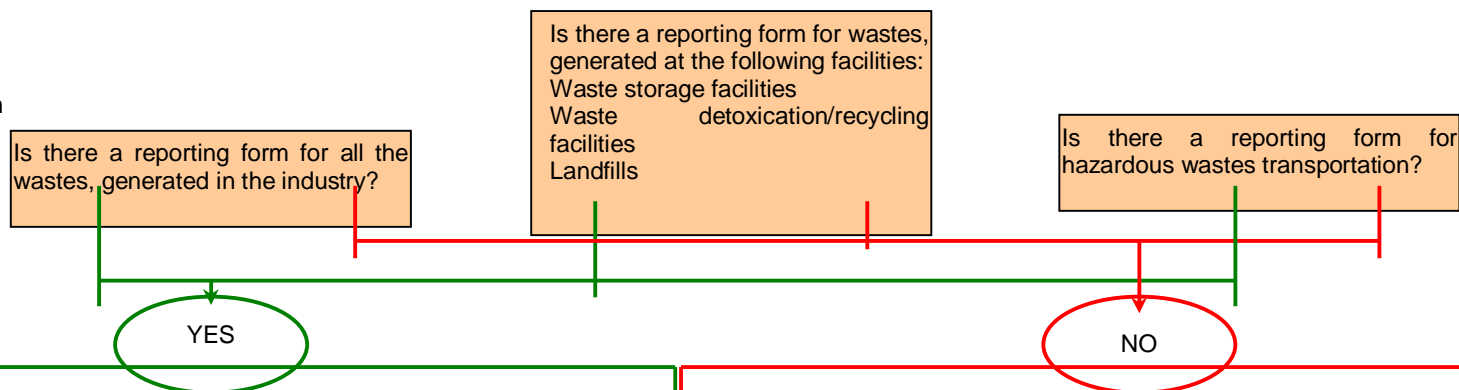 Is there a reporting form for wastes,
generated at the following facilities:
Waste storage facilities
Waste detoxication/recycling
facilities
Landfills
Is there a reporting form for all the
wastes, generated in the industry?
Is there a reporting form for
hazardous wastes transportation?
YES
NO